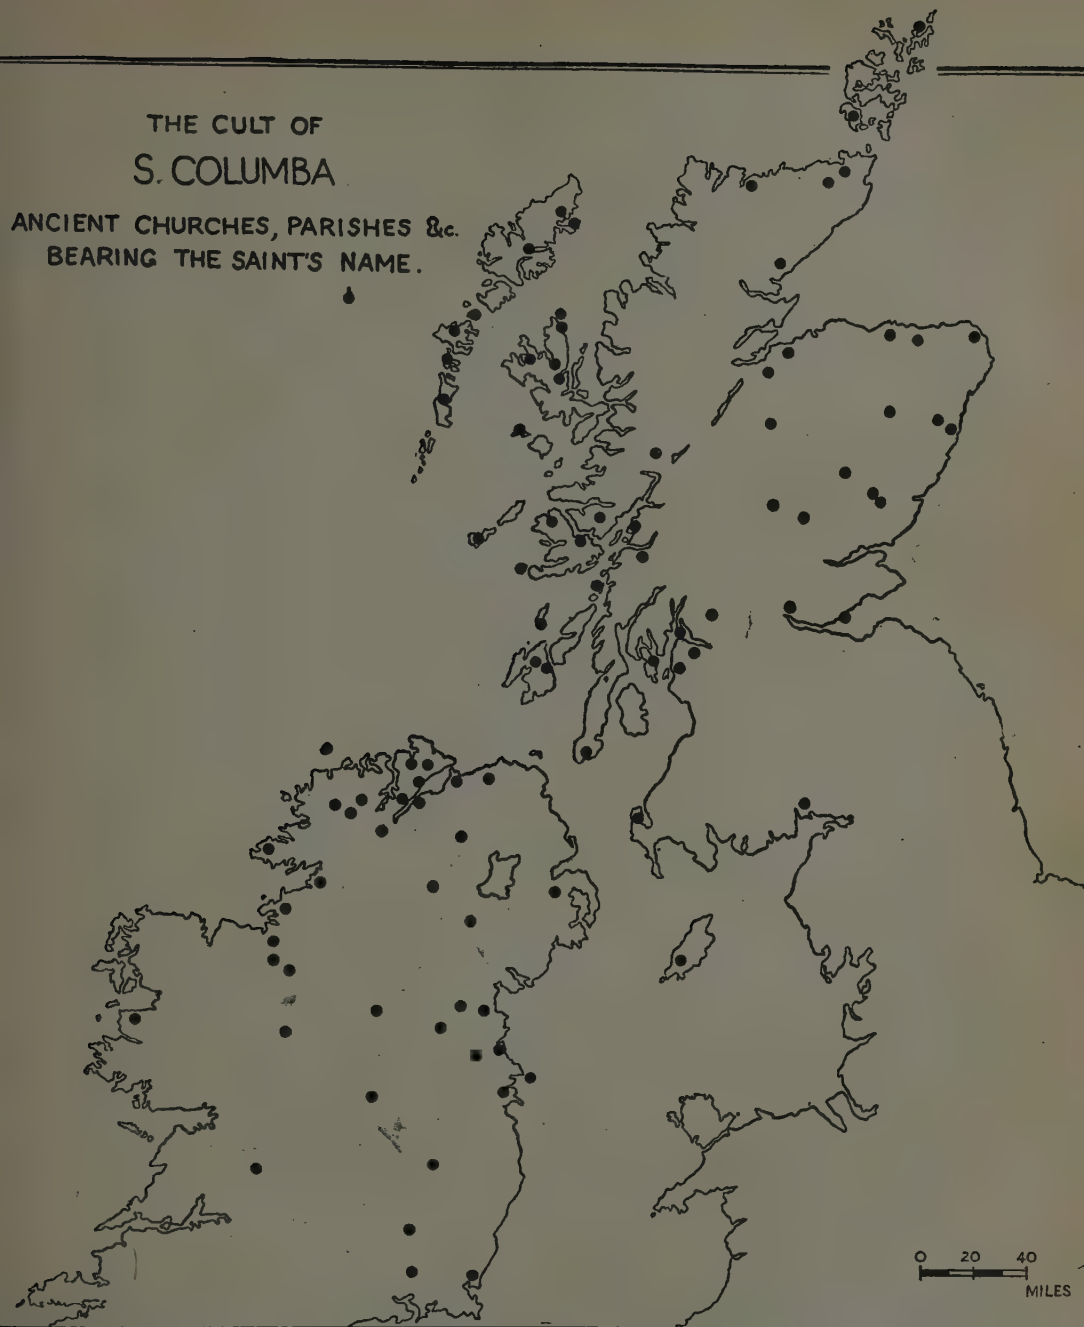 THE CULT OF
S. COLUMBA
ANCIENT CHURCHES, PARISHES &c.
BEARING THE SAINT'S NAME.
0 20 40
MILES